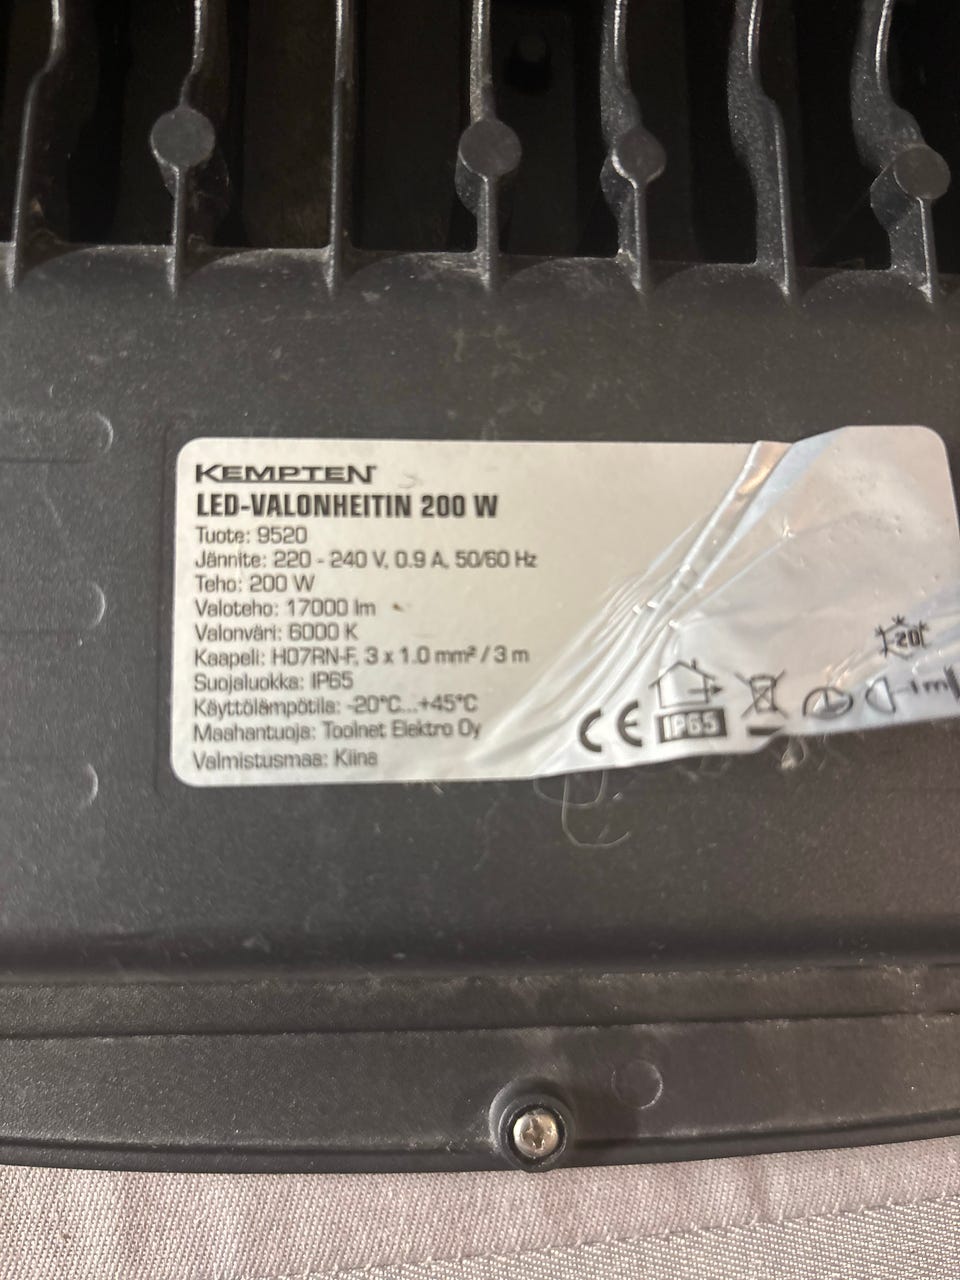 KEMPTEN
LED-VALONHEITIN 200 W
Tuote: 9520
Jännite: 220 - 240 V, 0.9 A, 50/60 Hz
Teho: 200 W
Valoteho: 17000 lm
Valonväri: 6000 K
Kaapeli: H07RN-F, 3 x 1.0 mm² / 3 m
Suojaluokka: IP65
Käyttölämpötila: -20°C...+45°C
Maahantuoja: Toolnet Elektro Oy
Valmistusmaa: Kiina
20
CE IP65 1m